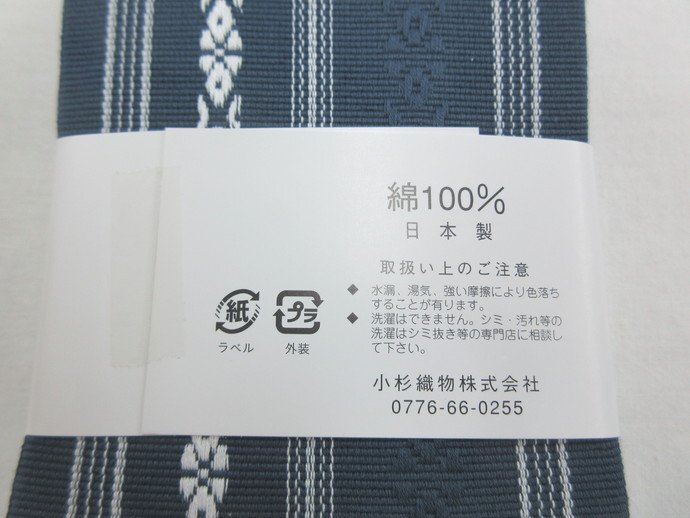 綿100%
日本製
取扱い上のご注意
◆ 水滴、湯気、強い摩擦により色落ち
することが有ります。
◆ 洗濯はできません。シミ・汚れ等の
洗濯はシミ抜き等の専門店に相談し
て下さい。
紙
プラ
ラベル 外装
小杉織物株式会社
0776-66-0255